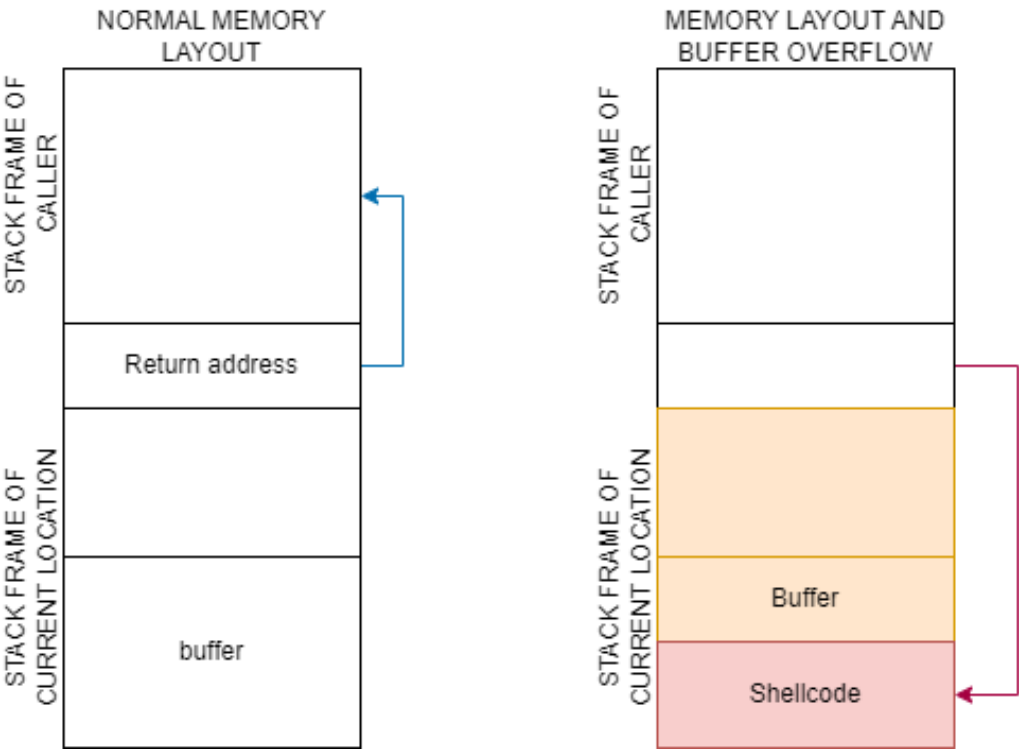 NORMAL MEMORY
LAYOUT
STACK FRAME OF
CALLER
Return address
STACK FRAME OF
CURRENT LOCATION
buffer
MEMORY LAYOUT AND
BUFFER OVERFLOW
STACK FRAME OF
CALLER
STACK FRAME OF
CURRENT LOCATION
Buffer
Shellcode